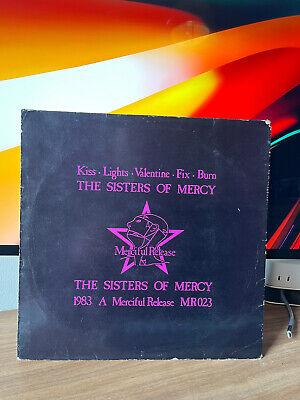 Kiss · Lights · Valentine · Fix · Burn
THE SISTERS OF MERCY
Merciful Release
THE SISTERS OF MERCY
1983 A Merciful Release MR023